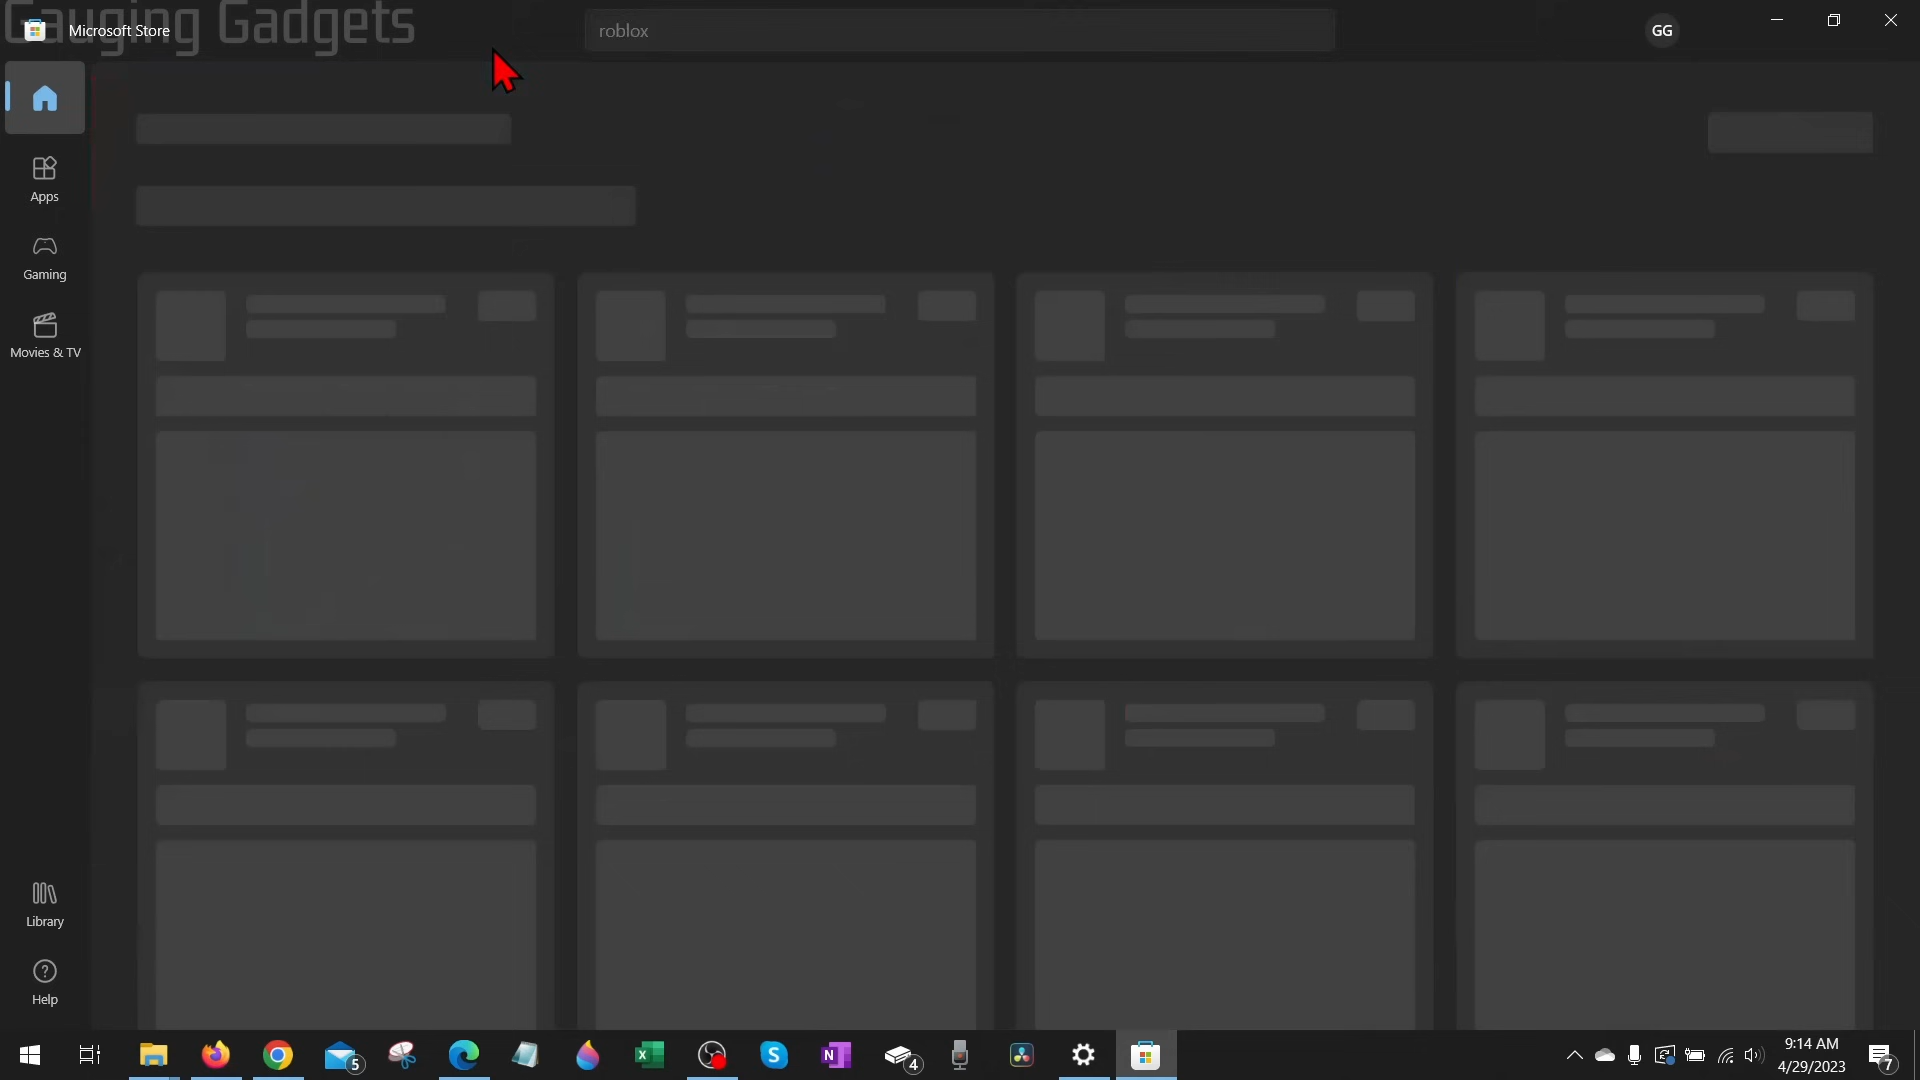 Gauging Gadgets
Microsoft Store
roblox
GG
Apps
Gaming
Movies & TV
Library
Help
5
X
S
N
4
9:14 AM
4/29/2023
7